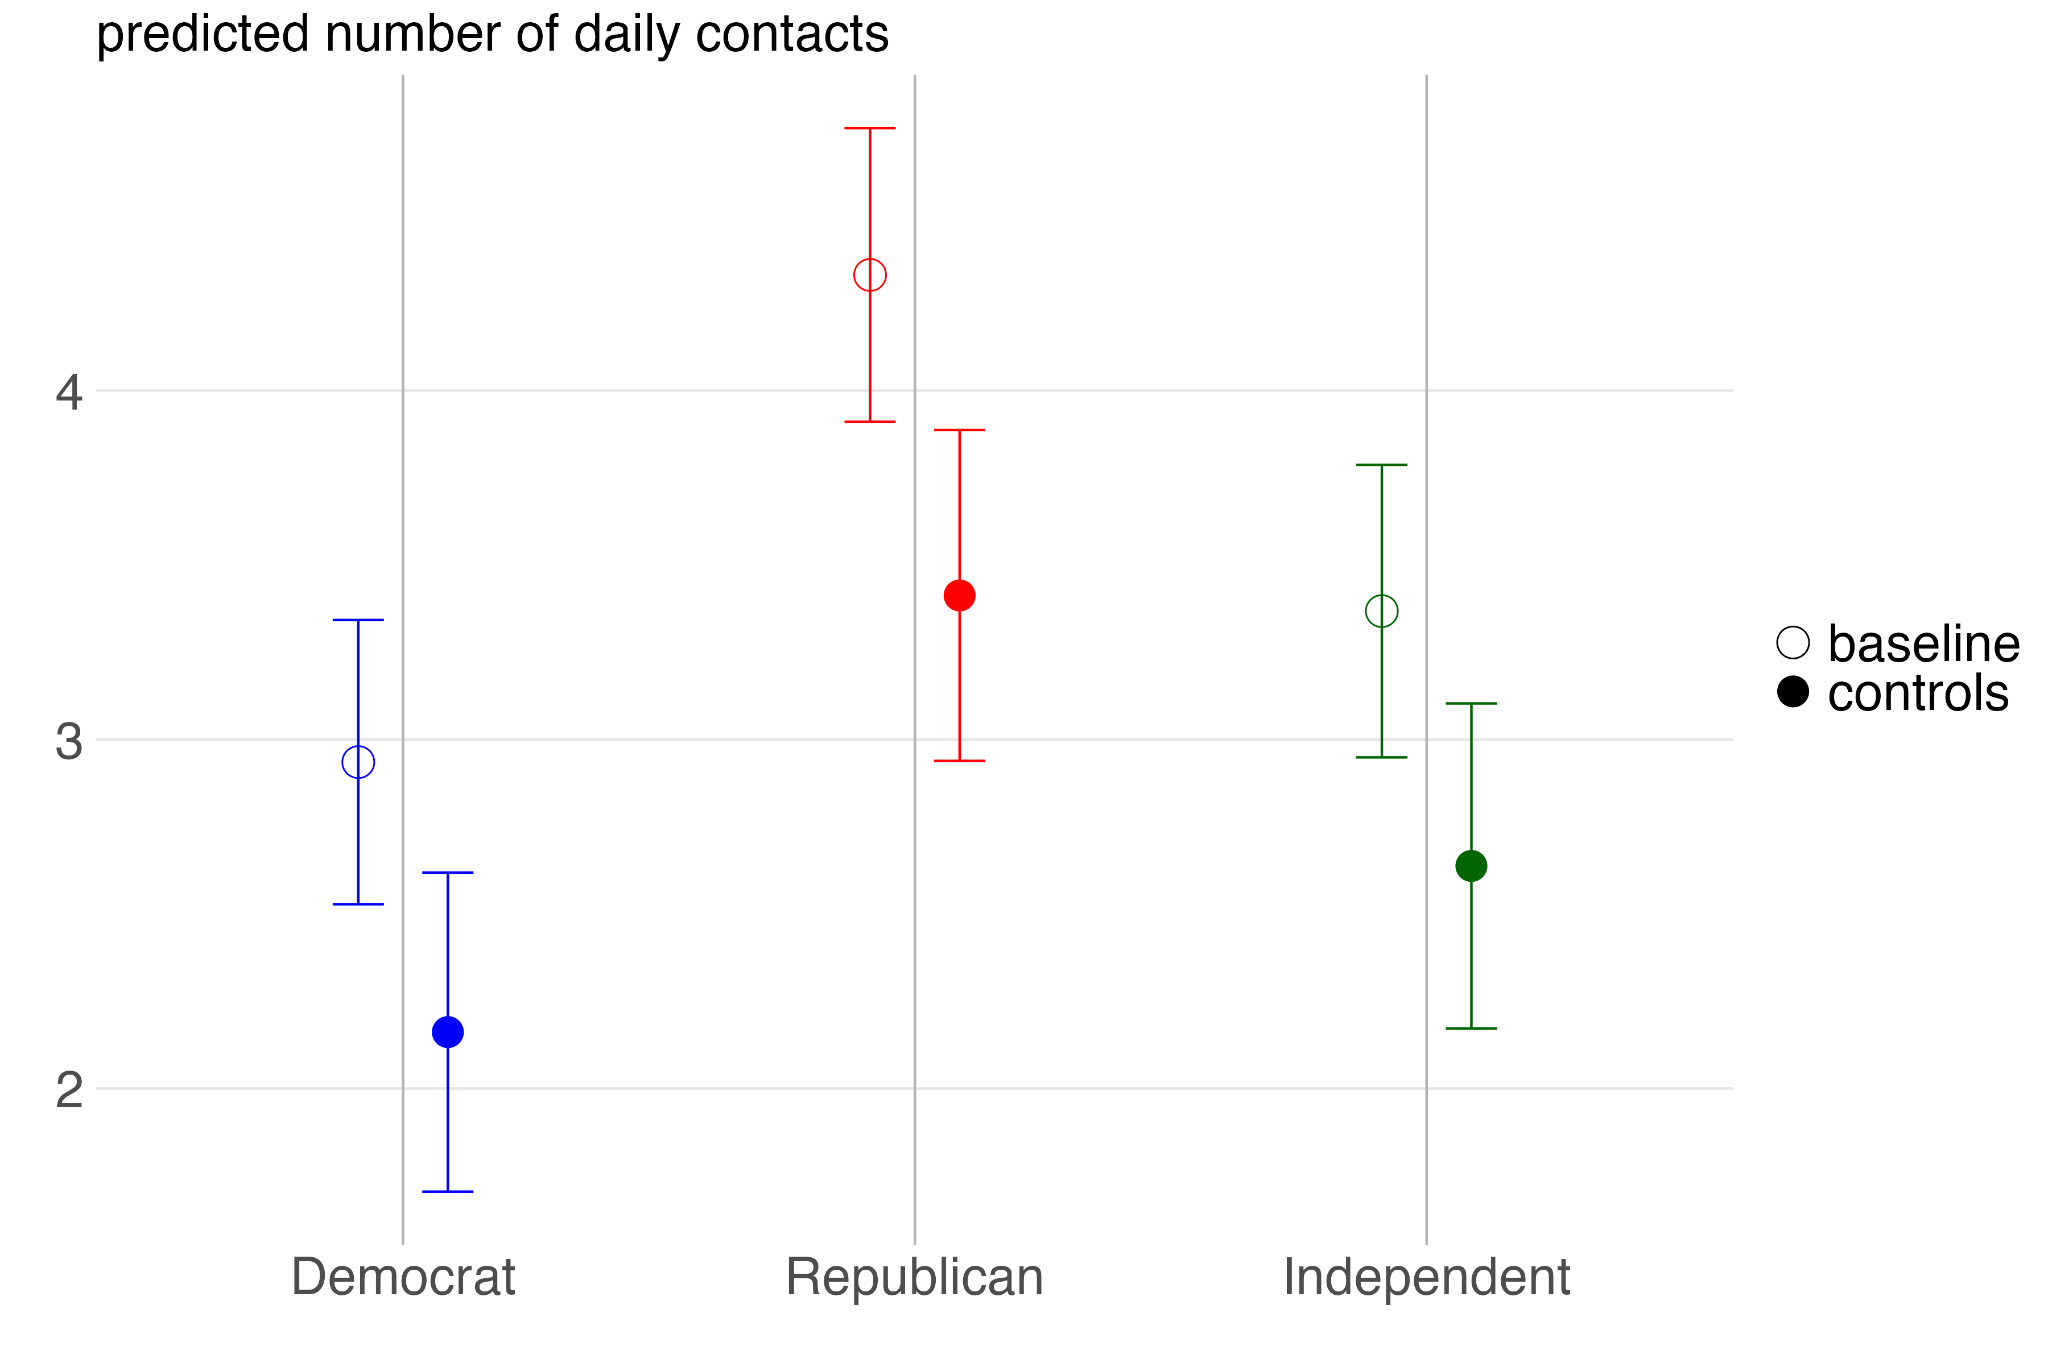 predicted number of daily contacts
4
3
2
Democrat Republican Independent
baseline
controls